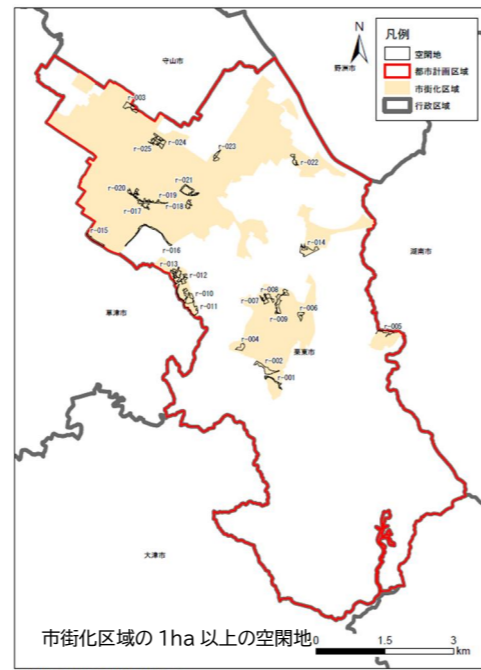 N
凡例
空閑地
都市計画区域
市街化区域
行政区域
守山市
野洲市
r-003
r-024
r-025
r-023
r-022
r-020
r-021
r-019
r-017
r-018
r-015
r-016
r-014
湖南市
r-013
r-012
r-010
r-011
草津市
r-008
r-007
r-009
r-006
r-005
r-004
栗東市
r-002
r-001
大津市
市街化区域の 1ha 以上の空閑地
0 1.5 3
km